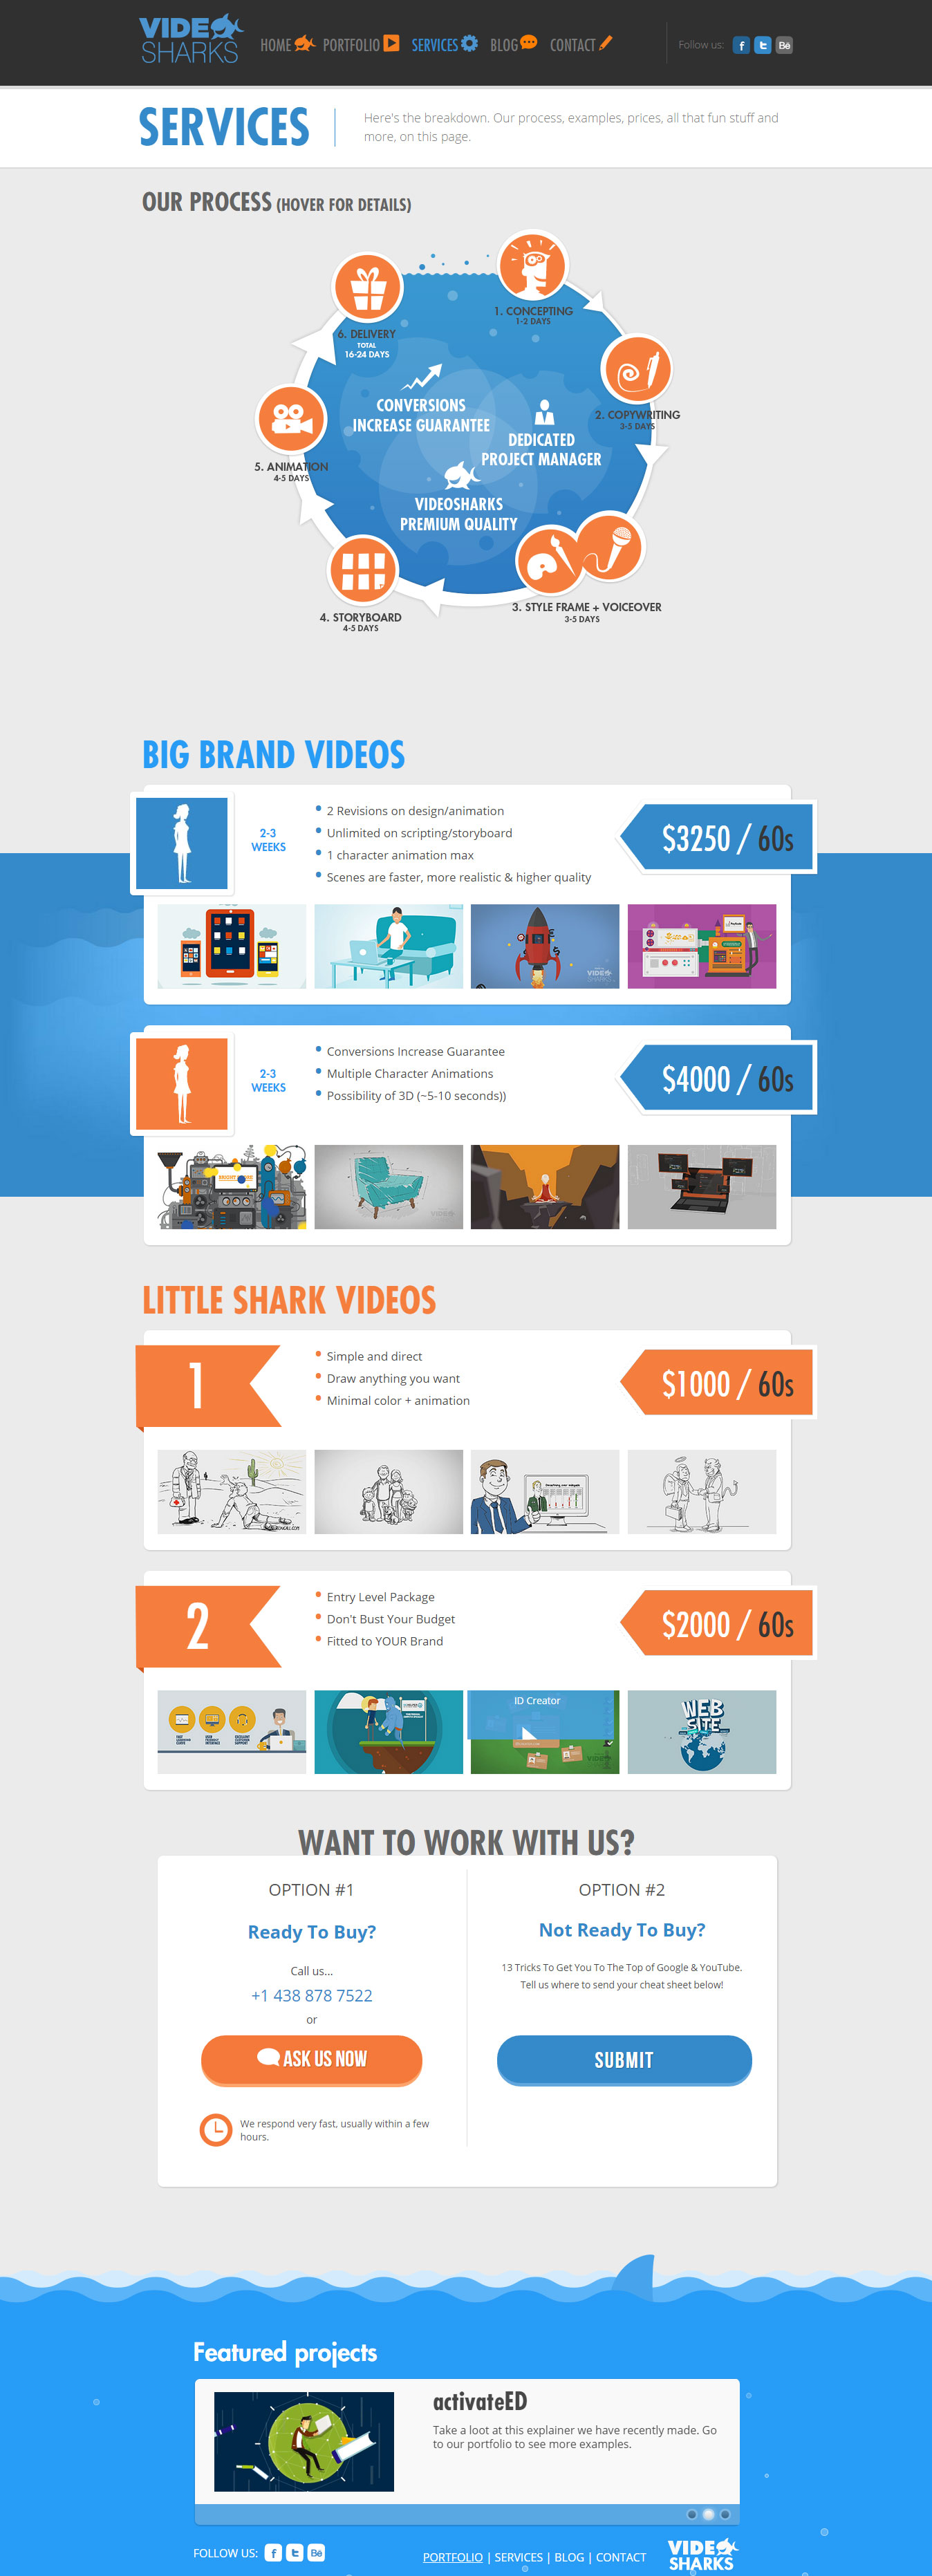 VIDEO
SHARKS
HOME
PORTFOLIO
SERVICES
BLOG
CONTACT
Follow us:
SERVICES
Here's the breakdown. Our process, examples, prices, all that fun stuff and
more, on this page.
OUR PROCESS (HOVER FOR DETAILS)
1. CONCEPTING
1-2 DAYS
2. COPYWRITING
3-5 DAYS
3. STYLE FRAME + VOICEOVER
3-5 DAYS
4. STORYBOARD
4-5 DAYS
5. ANIMATION
4-5 DAYS
6. DELIVERY
TOTAL
16-24 DAYS
CONVERSIONS
INCREASE GUARANTEE
DEDICATED
PROJECT MANAGER
VIDEOSHARKS
PREMIUM QUALITY
BIG BRAND VIDEOS
2-3
WEEKS
2 Revisions on design/animation
Unlimited on scripting/storyboard
1 character animation max
Scenes are faster, more realistic & higher quality
$3250 / 60s
2-3
WEEKS
Conversions Increase Guarantee
Multiple Character Animations
Possibility of 3D (~5-10 seconds))
$4000 / 60s
LITTLE SHARK VIDEOS
1
Simple and direct
Draw anything you want
Minimal color + animation
$1000 / 60s
2
Entry Level Package
Don't Bust Your Budget
Fitted to YOUR Brand
$2000 / 60s
ID Creator
WEB
SITE
WANT TO WORK WITH US?
OPTION #1
Ready To Buy?
Call us...
+1 438 878 7522
or
ASK US NOW
We respond very fast, usually within a few
hours.
OPTION #2
Not Ready To Buy?
13 Tricks To Get You To The Top of Google & YouTube.
Tell us where to send your cheat sheet below!
SUBMIT
Featured projects
activateED
Take a loot at this explainer we have recently made. Go
to our portfolio to see more examples.
FOLLOW US:
PORTFOLIO | SERVICES | BLOG | CONTACT
VIDEO
SHARKS